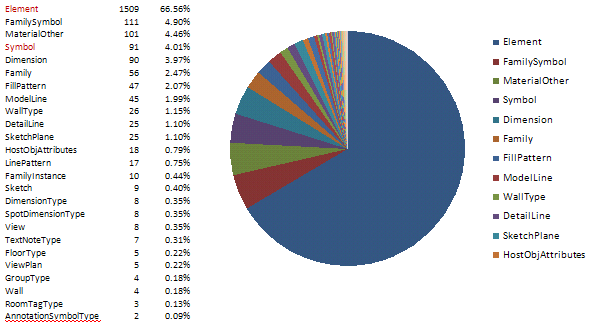 Element 1509 66.56%
FamilySymbol 111 4.90%
MaterialOther 101 4.46%
Symbol 91 4.01%
Dimension 90 3.97%
Family 56 2.47%
FillPattern 47 2.07%
ModelLine 45 1.99%
WallType 26 1.15%
DetailLine 25 1.10%
SketchPlane 25 1.10%
HostObjAttributes 18 0.79%
LinePattern 17 0.75%
FamilyInstance 10 0.44%
Sketch 9 0.40%
DimensionType 8 0.35%
SpotDimensionType 8 0.35%
View 8 0.35%
TextNoteType 7 0.31%
FloorType 5 0.22%
ViewPlan 5 0.22%
GroupType 4 0.18%
Wall 4 0.18%
RoomTagType 3 0.13%
AnnotationSymbolType 2 0.09%
Element
FamilySymbol
MaterialOther
Symbol
Dimension
Family
FillPattern
ModelLine
WallType
DetailLine
SketchPlane
HostObjAttributes